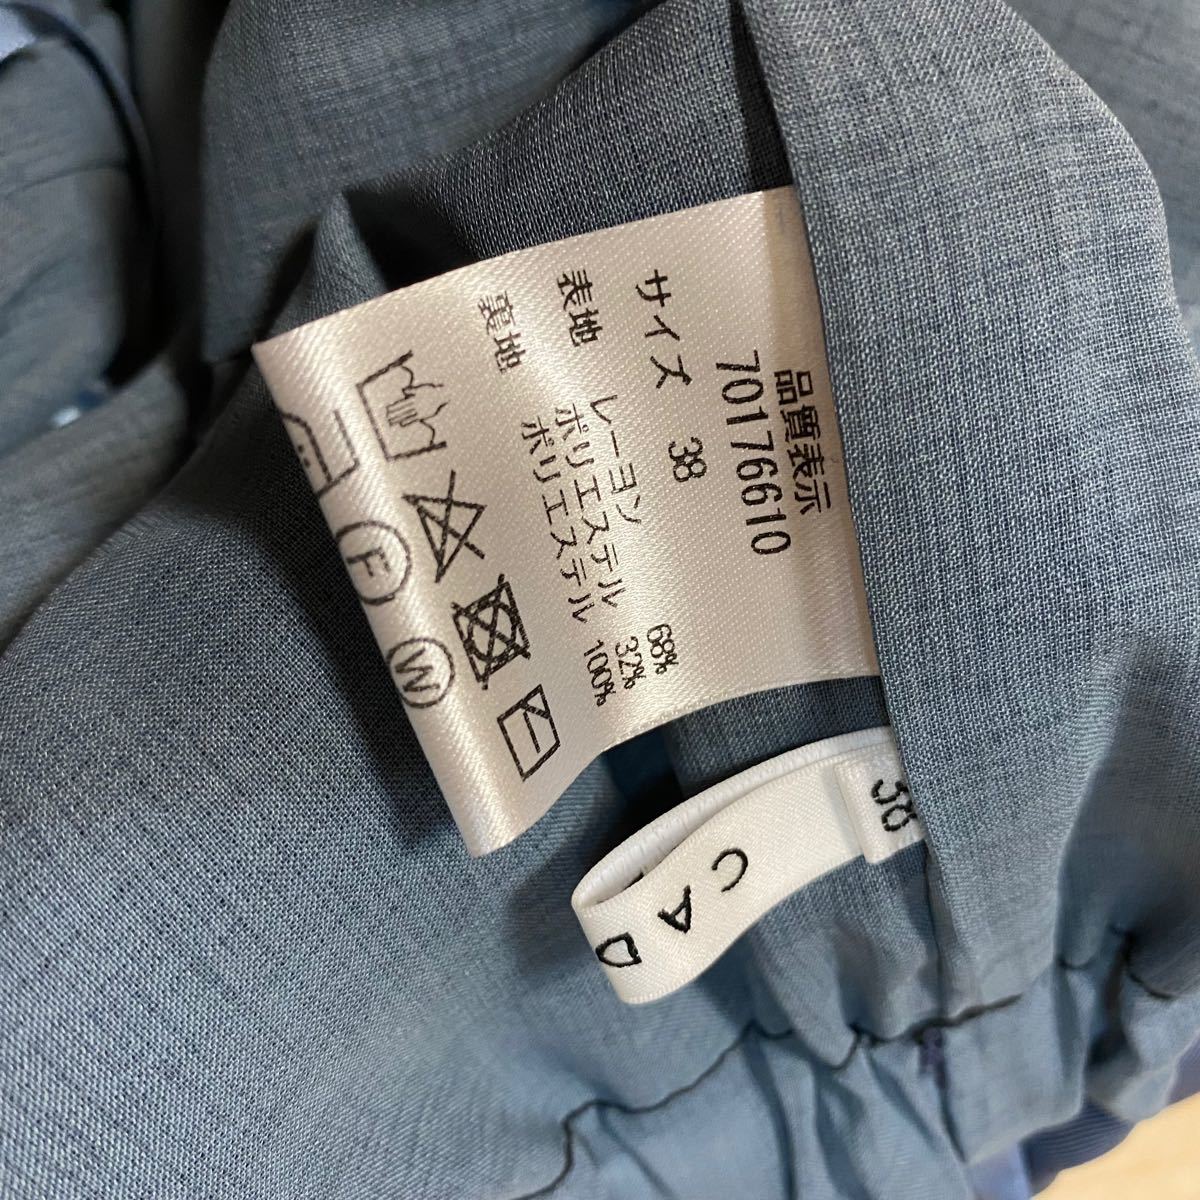 品質表示
70176610
サイズ 38
表地 レーヨン 68%
ポリエステル 32%
裏地 ポリエステル 100%
F
W
38
CAD